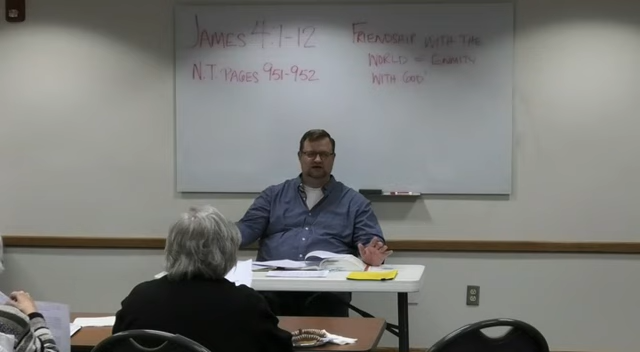 JAMES 4:1-12
N.T. PAGES 951-952
FRIENDSHIP WITH THE
WORLD = ENMITY
WITH GOD